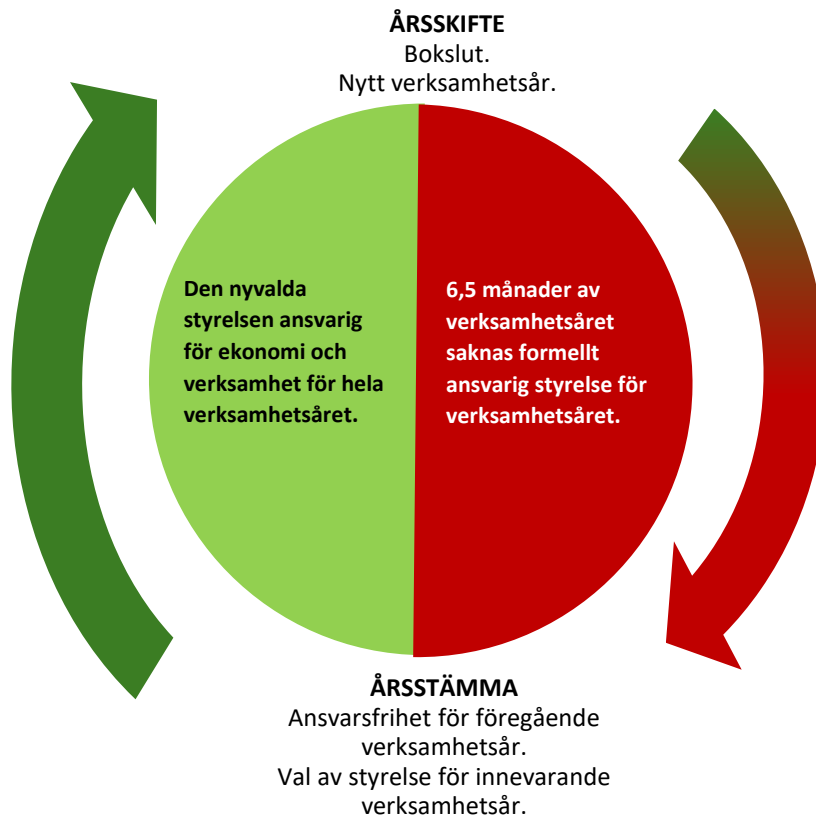 ÅRSSKIFTE
Bokslut.
Nytt verksamhetsår.
Den nyvalda
styrelsen ansvarig
för ekonomi och
verksamhet för hela
verksamhetsåret.
6,5 månader av
verksamhetsåret
saknas formellt
ansvarig styrelse för
verksamhetsåret.
ÅRSSTÄMMA
Ansvarsfrihet för föregående
verksamhetsår.
Val av styrelse för innevarande
verksamhetsår.